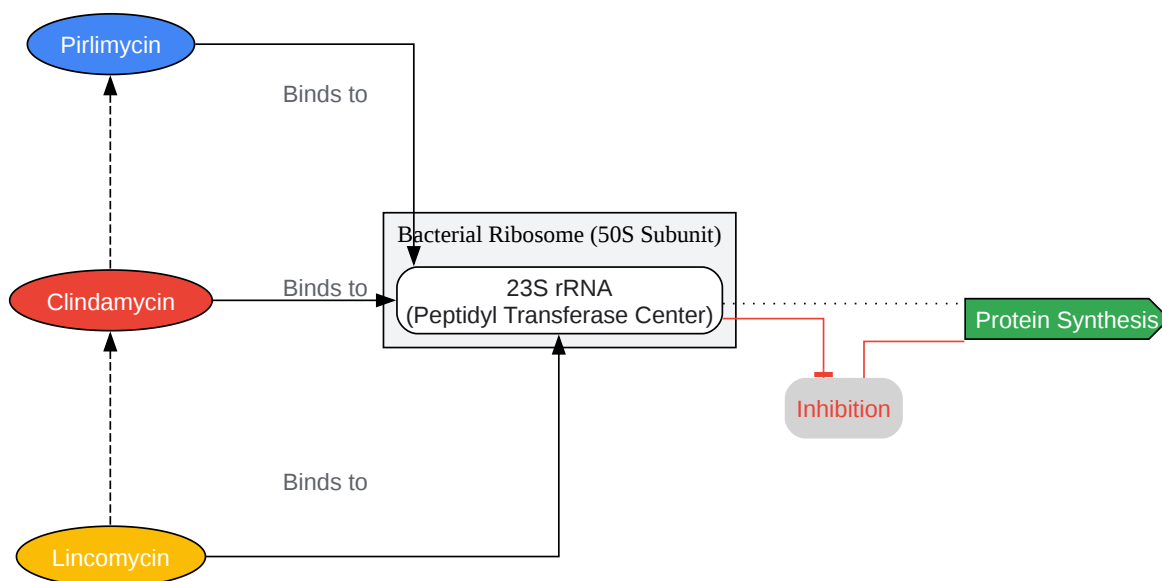 Pirlimycin
Binds to
Bacterial Ribosome (50S Subunit)
Clindamycin
Binds to
23S rRNA
(Peptidyl Transferase Center)
Protein Synthesis
Inhibition
Binds to
Lincomycin